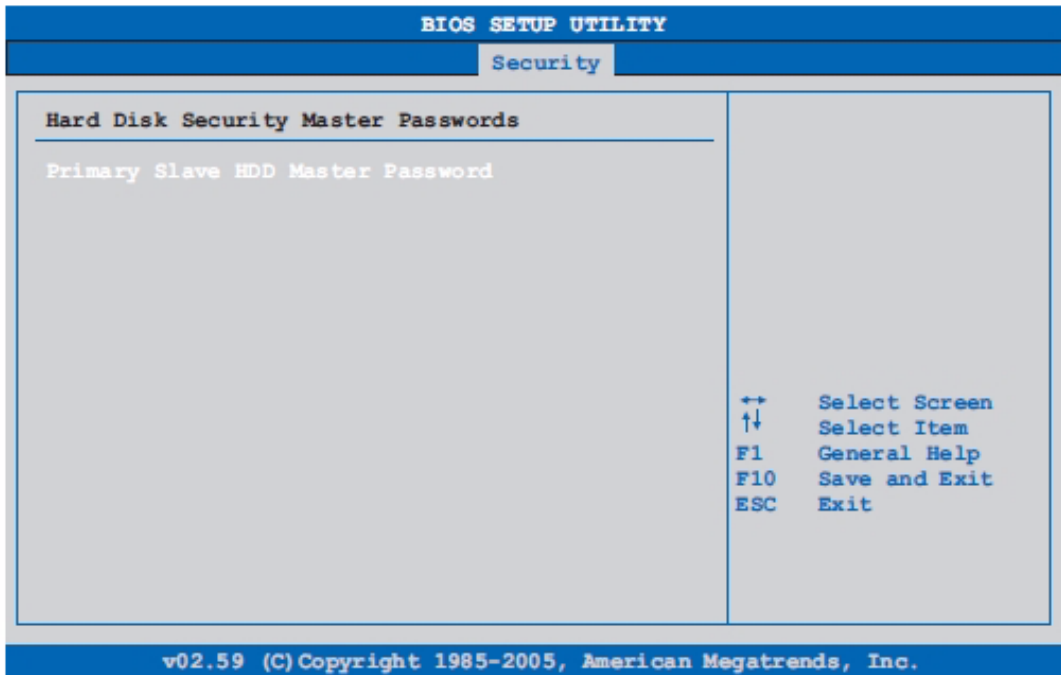 BIOS SETUP UTILITY
Security
Hard Disk Security Master Passwords
Primary Slave HDD Master Password
↔ Select Screen
↑↓ Select Item
F1 General Help
F10 Save and Exit
ESC Exit
v02.59 (C)Copyright 1985-2005, American Megatrends, Inc.